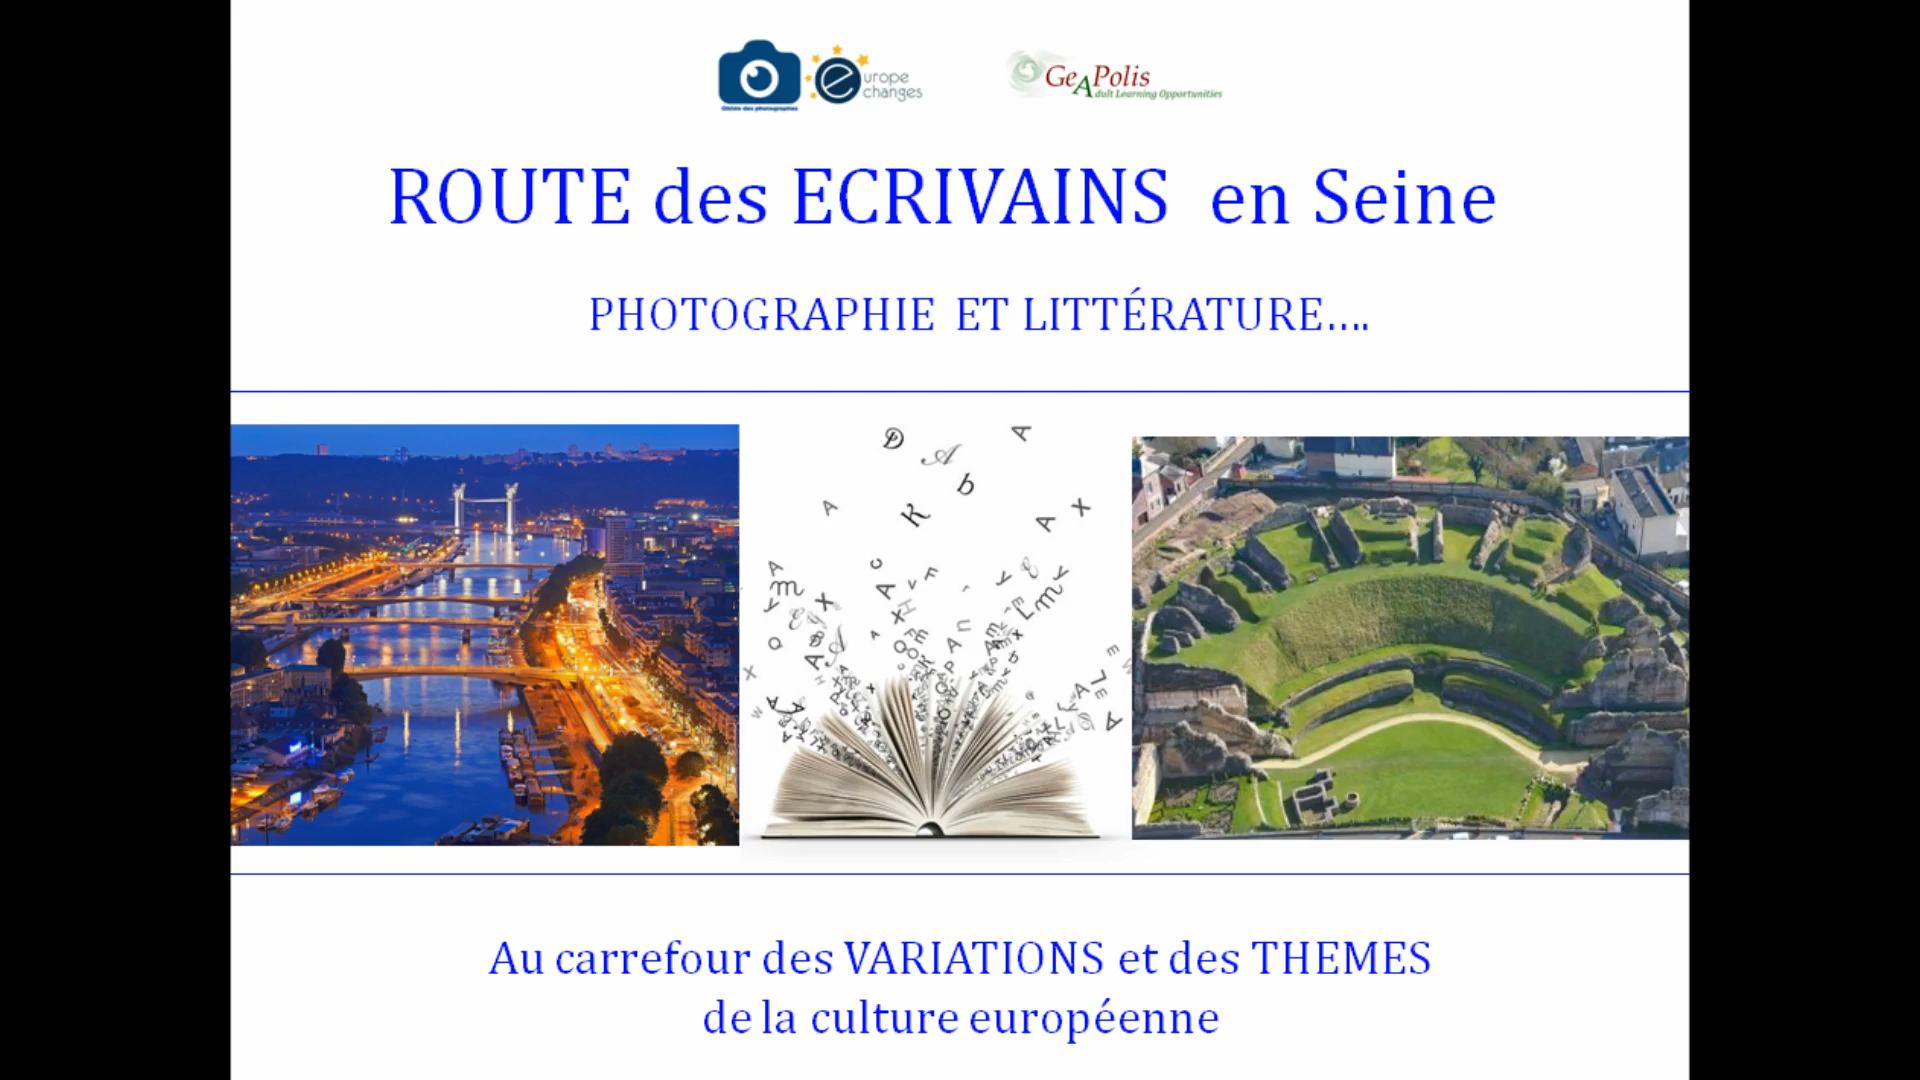 urope
changes
GeAPolis
dult Learning Opportunities
ROUTE des ECRIVAINS en Seine
PHOTOGRAPHIE ET LITTÉRATURE....
Au carrefour des VARIATIONS et des THEMES
de la culture européenne